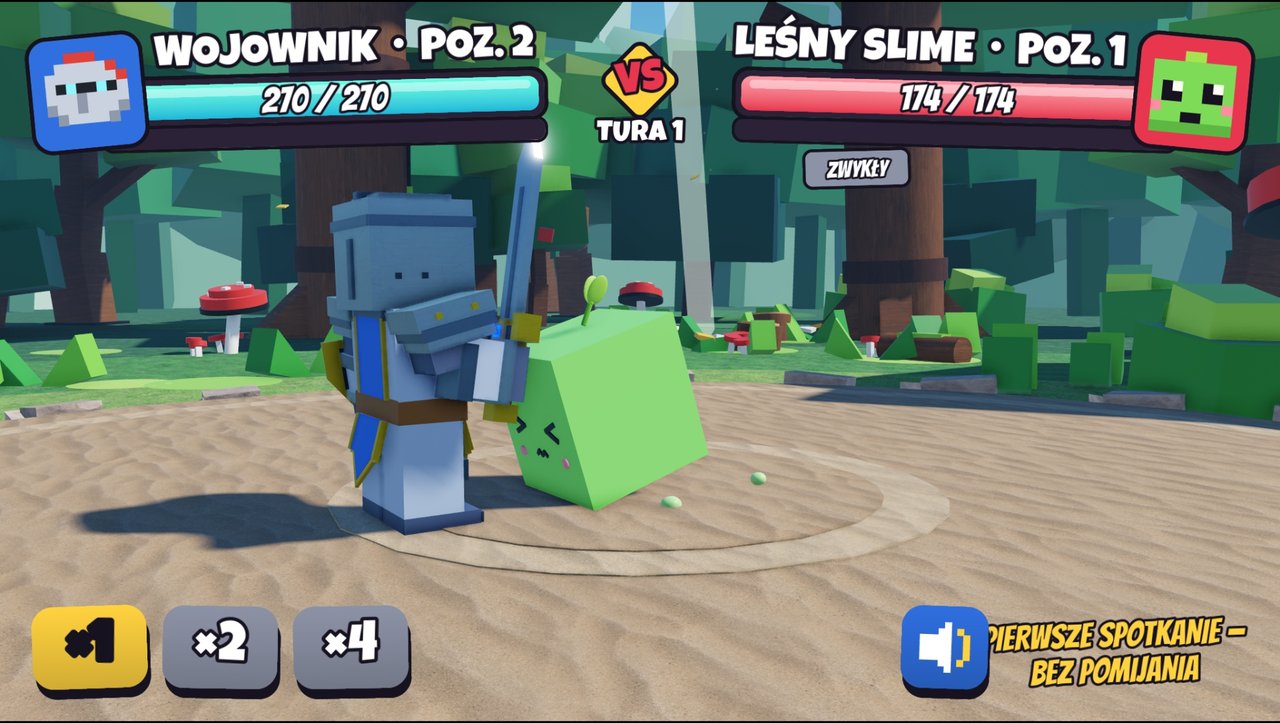 WOJOWNIK • POZ. 2
270 / 270
VS
TURA 1
LEŚNY SLIME • POZ. 1
174 / 174
ZWYKŁY
×1
×2
×4
PIERWSZE SPOTKANIE –
BEZ POMIJANIA